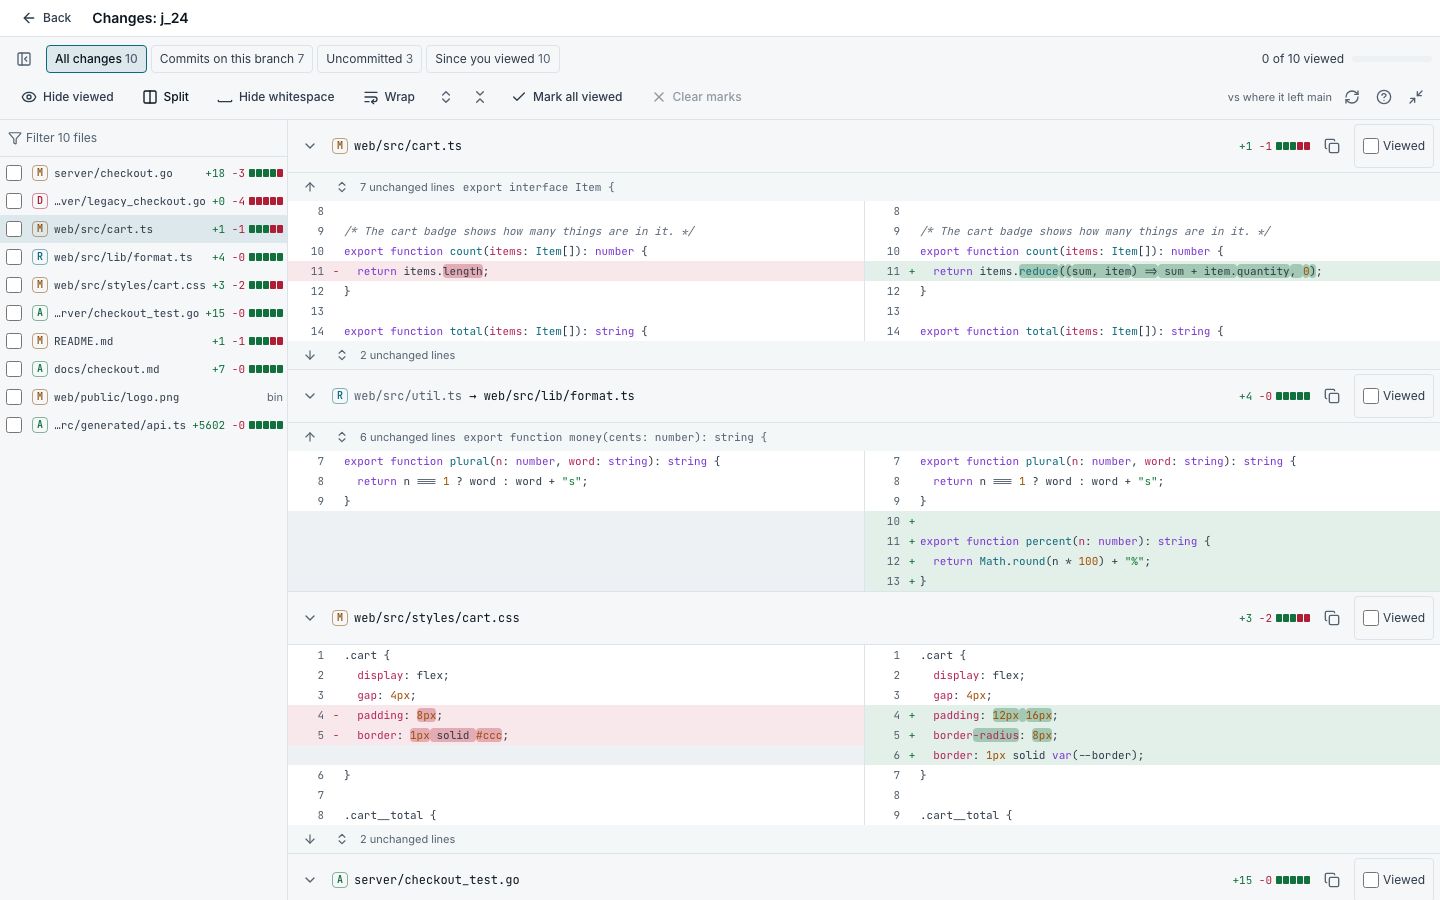 Back Changes: j_24
All changes 10 Commits on this branch 7 Uncommitted 3 Since you viewed 10 0 of 10 viewed
Hide viewed Split Hide whitespace Wrap Mark all viewed Clear marks vs where it left main
Filter 10 files
M server/checkout.go +18 -3
D …ver/legacy_checkout.go +0 -4
M web/src/cart.ts +1 -1
R web/src/lib/format.ts +4 -0
M web/src/styles/cart.css +3 -2
A …rver/checkout_test.go +15 -0
M README.md +1 -1
A docs/checkout.md +7 -0
M web/public/logo.png bin
A …rc/generated/api.ts +5602 -0
M web/src/cart.ts +1 -1 Viewed
7 unchanged lines export interface Item {
8 8
9 /* The cart badge shows how many things are in it. */ 9 /* The cart badge shows how many things are in it. */
10 export function count(items: Item[]): number { 10 export function count(items: Item[]): number {
11 - return items.length; 11 + return items.reduce((sum, item) => sum + item.quantity, 0);
12 } 12 }
13 13
14 export function total(items: Item[]): string { 14 export function total(items: Item[]): string {
2 unchanged lines
R web/src/util.ts → web/src/lib/format.ts +4 -0 Viewed
6 unchanged lines export function money(cents: number): string {
7 export function plural(n: number, word: string): string { 7 export function plural(n: number, word: string): string {
8 return n === 1 ? word : word + "s"; 8 return n === 1 ? word : word + "s";
9 } 9 }
10 +
11 + export function percent(n: number): string {
12 + return Math.round(n * 100) + "%";
13 + }
M web/src/styles/cart.css +3 -2 Viewed
1 .cart { 1 .cart {
2 display: flex; 2 display: flex;
3 gap: 4px; 3 gap: 4px;
4 - padding: 8px; 4 + padding: 12px 16px;
5 - border: 1px solid #ccc; 5 + border-radius: 8px;
6 + border: 1px solid var(--border);
6 } 7 }
7 8
8 .cart__total { 9 .cart__total {
2 unchanged lines
A server/checkout_test.go +15 -0 Viewed